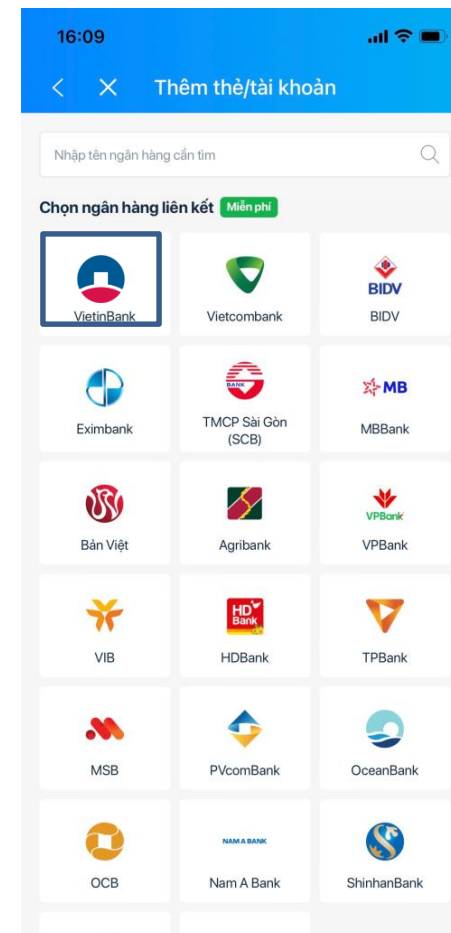 16:09
Thêm thẻ/tài khoản
Nhập tên ngân hàng cần tìm
Chọn ngân hàng liên kết Miễn phí
BIDV
VietinBank Vietcombank BIDV
BANK
MB
Eximbank TMCP Sài Gòn (SCB) MBBank
VPBank
Bản Việt Agribank VPBank
HD Bank
VIB HDBank TPBank
MSB PVcomBank OceanBank
NAM A BANK
OCB Nam A Bank ShinhanBank